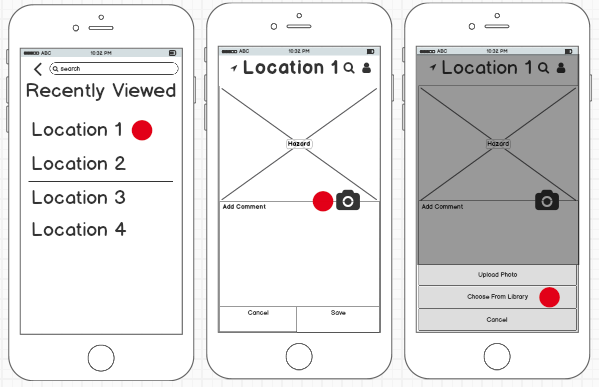 ABC 10:32 PM
search
Recently Viewed
Location 1
Location 2
Location 3
Location 4
ABC 10:32 PM
Location 1
Hazard
Add Comment
Cancel Save
ABC 10:32 PM
Location 1
Hazard
Add Comment
Upload Photo
Choose From Library
Cancel